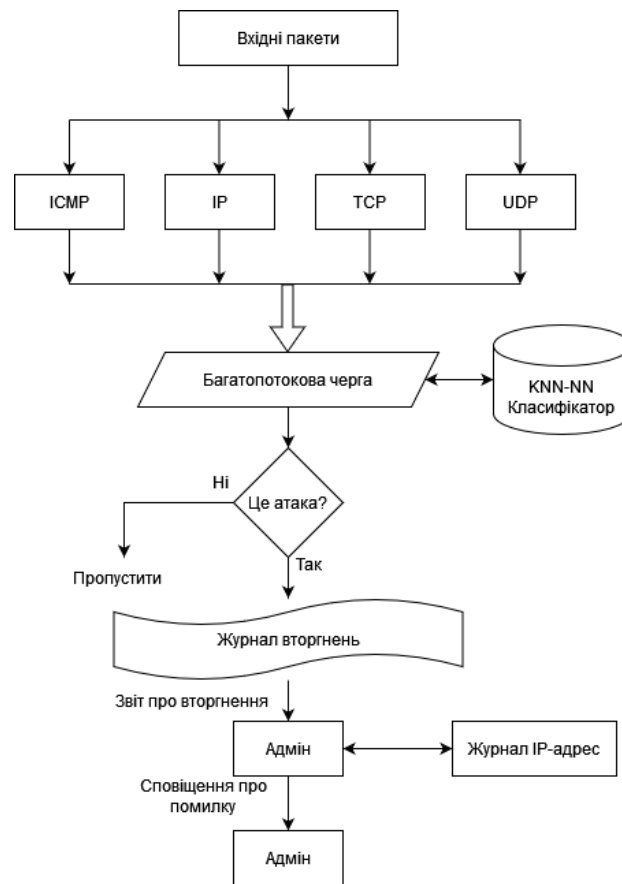 Вхідні пакети
ICMP
IP
TCP
UDP
Багатопотокова черга
KNN-NN
Класифікатор
Ні
Це атака?
Так
Пропустити
Журнал вторгнень
Звіт про вторгнення
Адмін
Журнал IP-адрес
Сповіщення про
помилку
Адмін